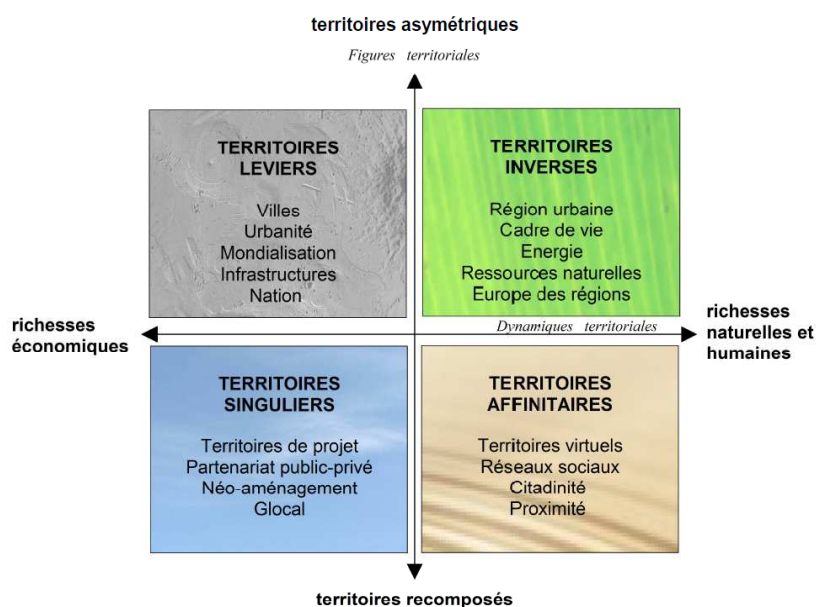 territoires asymétriques
Figures territoriales
TERRITOIRES
LEVIERS
Villes
Urbanité
Mondialisation
Infrastructures
Nation
TERRITOIRES
INVERSES
Région urbaine
Cadre de vie
Energie
Ressources naturelles
Europe des régions
richesses
économiques
Dynamiques territoriales
richesses
naturelles et
humaines
TERRITOIRES
SINGULIERS
Territoires de projet
Partenariat public-privé
Néo-aménagement
Glocal
TERRITOIRES
AFFINITAIRES
Territoires virtuels
Réseaux sociaux
Citadinité
Proximité
territoires recomposés